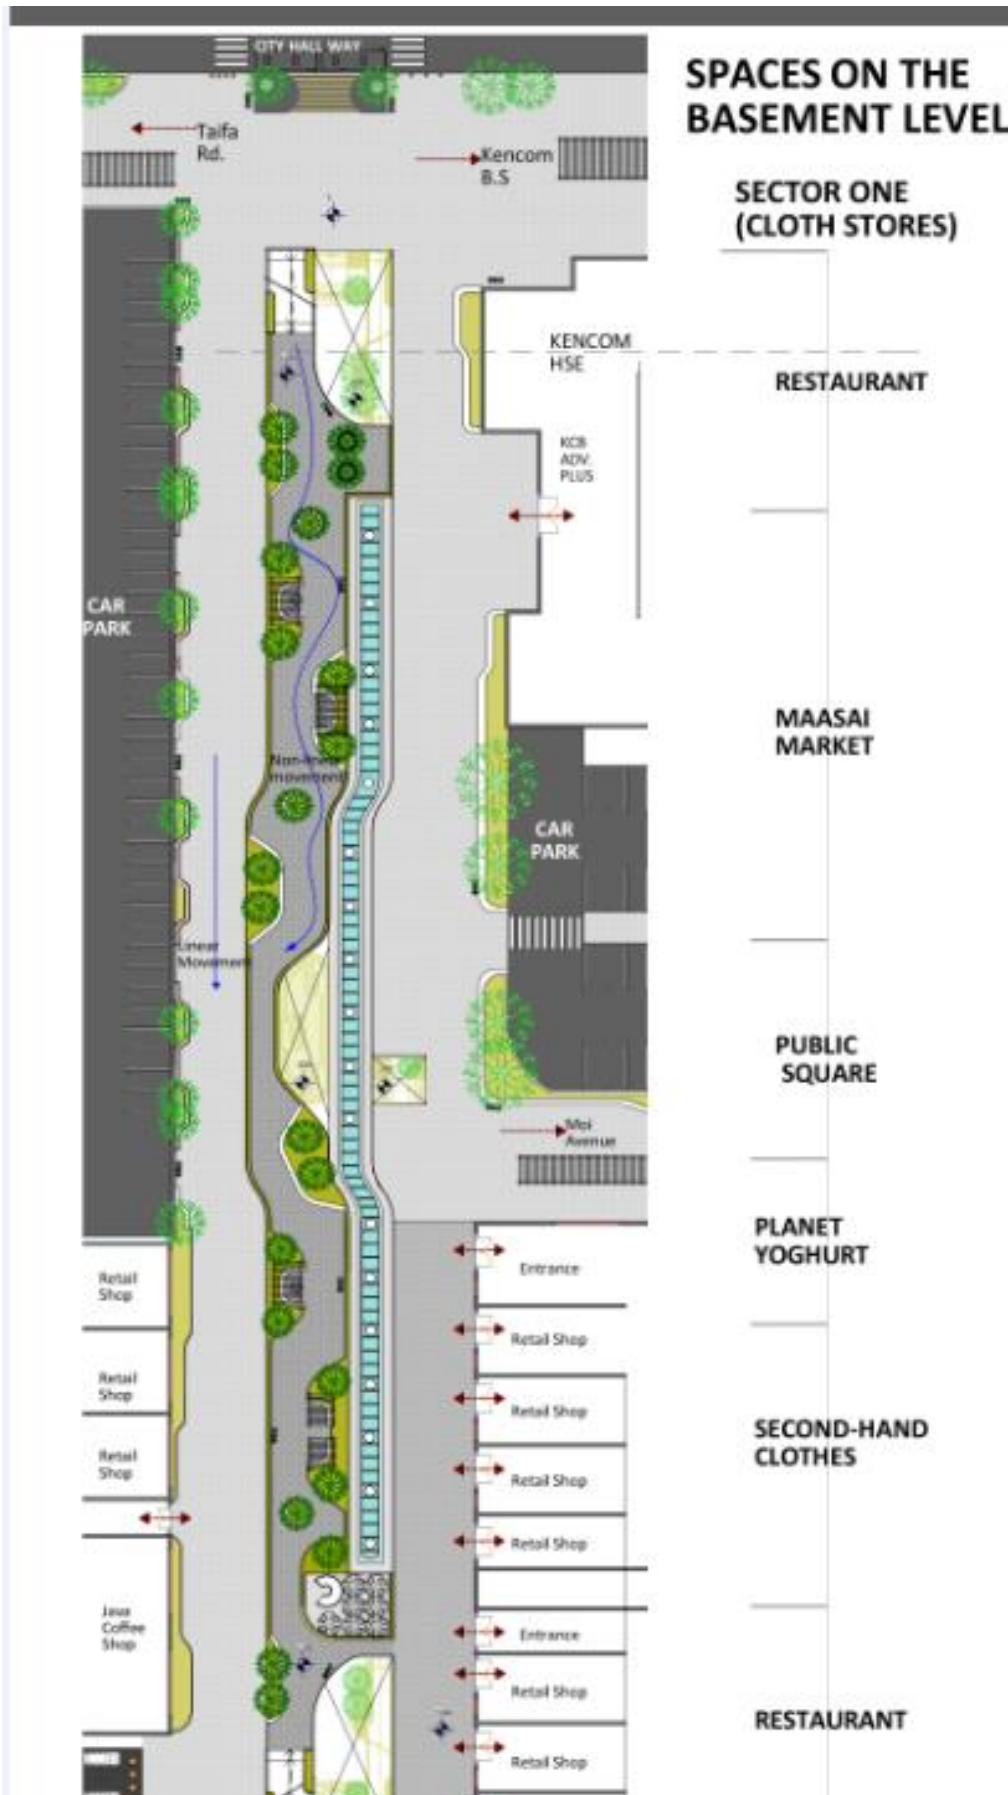 CITY HALL WAY
SPACES ON THE
BASEMENT LEVEL
Taifa
Rd.
Kencom
B.S
SECTOR ONE
(CLOTH STORES)
KENCOM
HSE
RESTAURANT
KCB
ADV.
PLUS
CAR
PARK
MAASAI
MARKET
Non-linear
movement
CAR
PARK
Linear
Movement
PUBLIC
SQUARE
Moi
Avenue
PLANET
YOGHURT
Entrance
Retail
Shop
Retail Shop
Retail
Shop
Retail Shop
SECOND-HAND
CLOTHES
Retail
Shop
Retail Shop
Retail Shop
Java
Coffee
Shop
Entrance
Retail Shop
RESTAURANT
Retail Shop